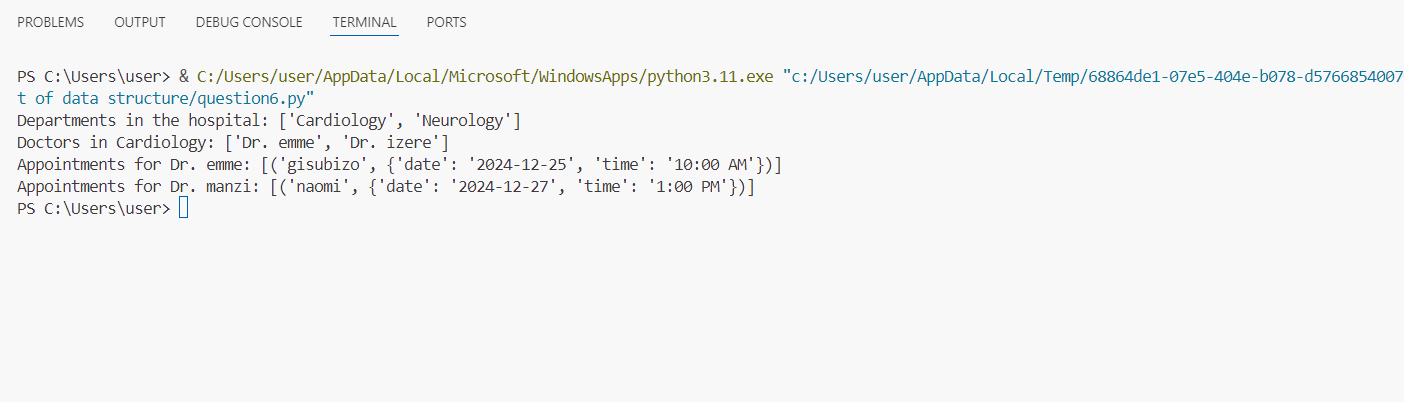 PROBLEMS OUTPUT DEBUG CONSOLE TERMINAL PORTS
PS C:\Users\user> & C:/Users/user/AppData/Local/Microsoft/WindowsApps/python3.11.exe "c:/Users/user/AppData/Local/Temp/68864de1-07e5-404e-b078-d5766854007
t of data structure/question6.py"
Departments in the hospital: ['Cardiology', 'Neurology']
Doctors in Cardiology: ['Dr. emme', 'Dr. izere']
Appointments for Dr. emme: [('gisubizo', {'date': '2024-12-25', 'time': '10:00 AM'})]
Appointments for Dr. manzi: [('naomi', {'date': '2024-12-27', 'time': '1:00 PM'})]
PS C:\Users\user>